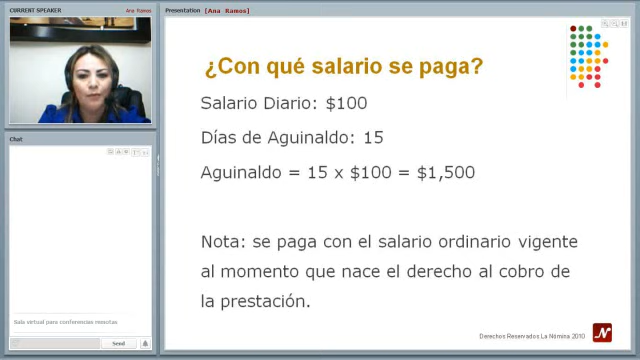 CURRENT SPEAKER Ana Ramos
Presentation [Ana Ramos]
¿Con qué salario se paga?
Salario Diario: $100
Días de Aguinaldo: 15
Aguinaldo = 15 x $100 = $1,500
Nota: se paga con el salario ordinario vigente
al momento que nace el derecho al cobro de
la prestación.
Derechos Reservados La Nómina 2010
N
Chat
Sala virtual para conferencias remotas
Send